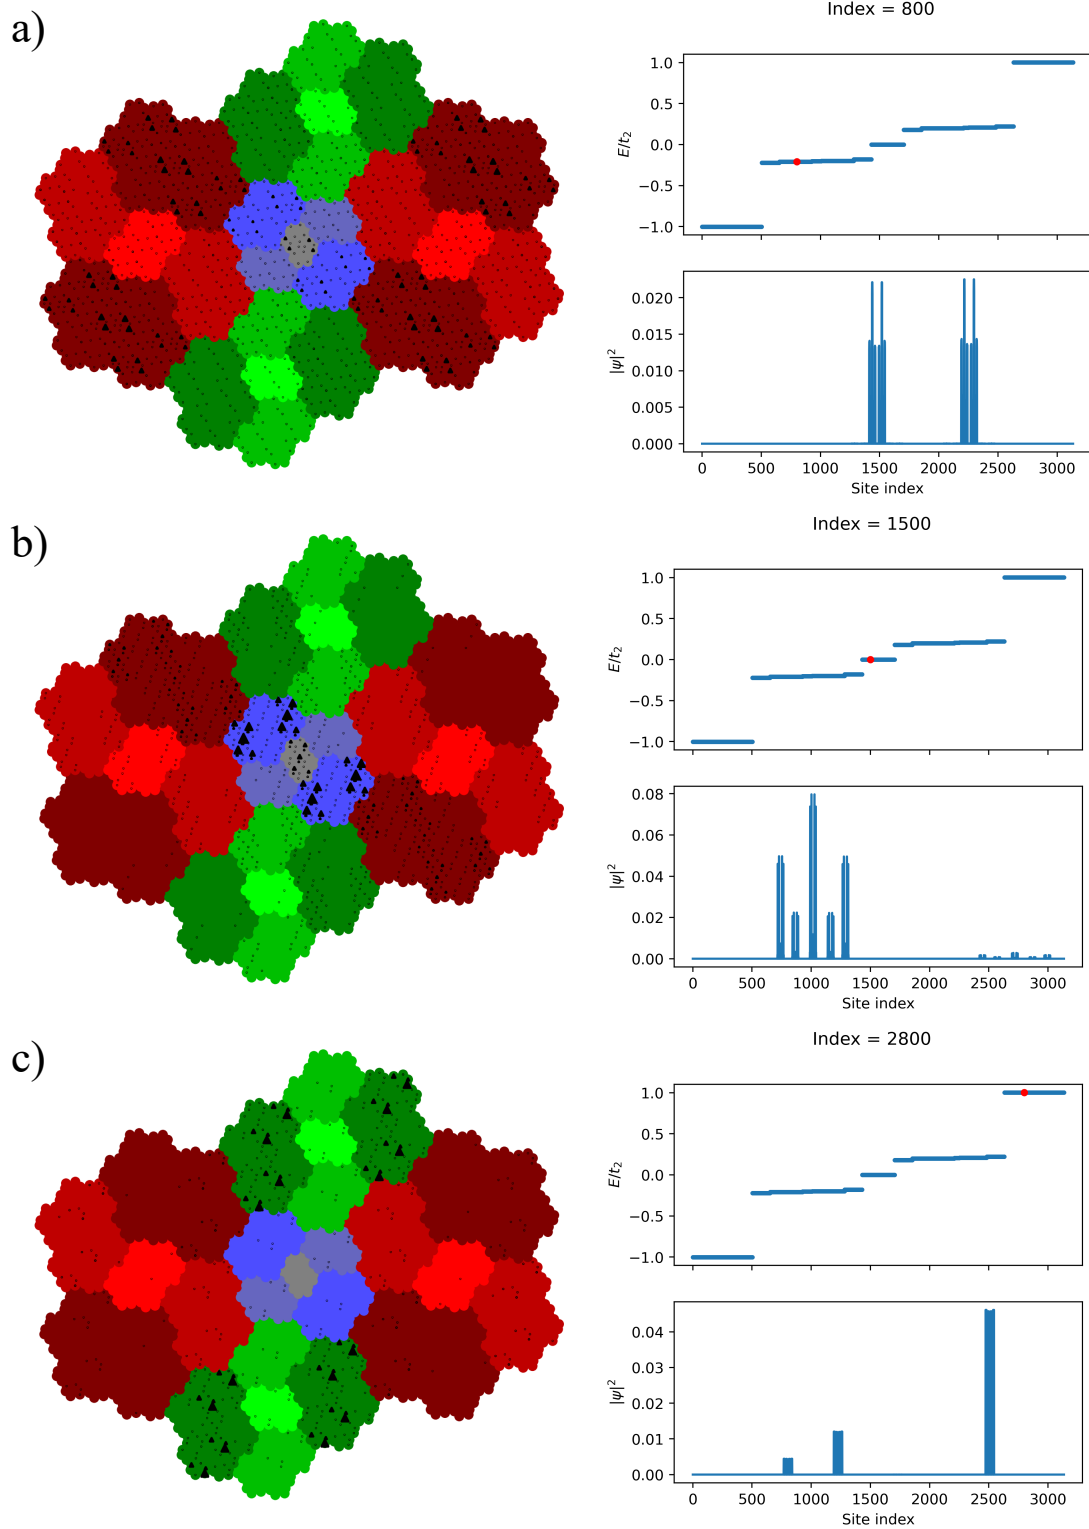 a)
Index = 800
1.0
0.5
0.0
−0.5
−1.0
E/t₂
0.020
0.015
0.010
0.005
0.000
|ψ|²
0 500 1000 1500 2000 2500 3000
Site index
b)
Index = 1500
1.0
0.5
0.0
−0.5
−1.0
E/t₂
0.08
0.06
0.04
0.02
0.00
|ψ|²
0 500 1000 1500 2000 2500 3000
Site index
c)
Index = 2800
1.0
0.5
0.0
−0.5
−1.0
E/t₂
0.04
0.03
0.02
0.01
0.00
|ψ|²
0 500 1000 1500 2000 2500 3000
Site index